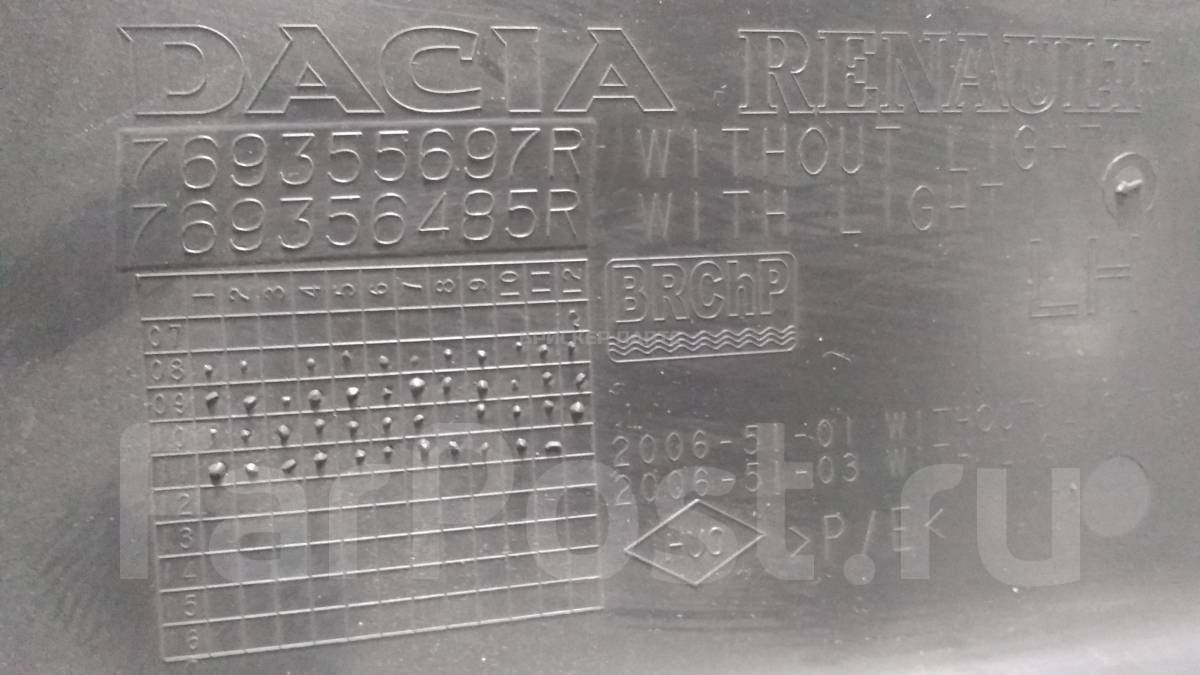 DACIA RENAULT
769355697R WITHOUT LIGHT
769356485R WITH LIGHT
LH
BRChP
1 2 3 4 5 6 7 8 9 10 11 12
07
08
09
10
11
12
13
14
15
16
2006-51-01 WITHOUT
2006-51-03
>P/E<
FarPost.ru